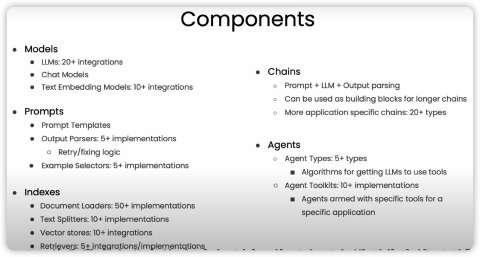 Components
Models
LLMs: 20+ integrations
Chat Models
Text Embedding Models: 10+ integrations
Prompts
Prompt Templates
Output Parsers: 5+ implementations
Retry/fixing logic
Example Selectors: 5+ implementations
Indexes
Document Loaders: 50+ implementations
Text Splitters: 10+ implementations
Vector stores: 10+ integrations
Retrievers: 5+ integrations/implementations
Chains
Prompt + LLM + Output parsing
Can be used as building blocks for longer chains
More application specific chains: 20+ types
Agents
Agent Types: 5+ types
Algorithms for getting LLMs to use tools
Agent Toolkits: 10+ implementations
Agents armed with specific tools for a
specific application